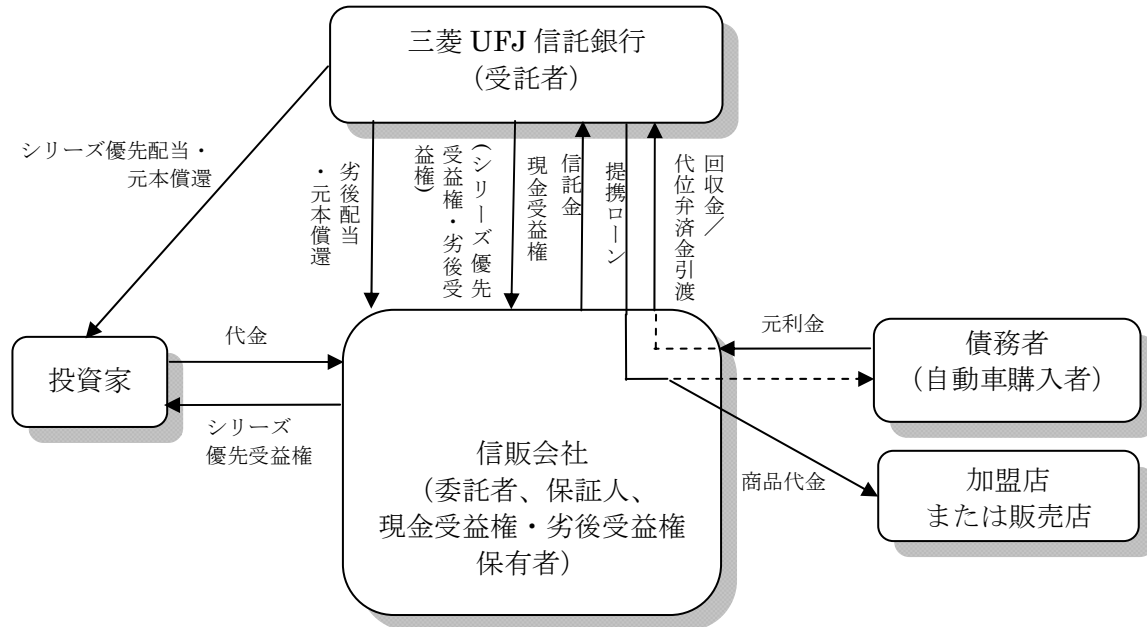 三菱 UFJ 信託銀行
（受託者）
シリーズ優先配当・
元本償還
劣後配当
・元本償還
現金受益権
(シリーズ優先
受益権・劣後受
益権)
信託金
提携ローン
回収金／
代位弁済金引渡
投資家
代金
シリーズ
優先受益権
信販会社
（委託者、保証人、
現金受益権・劣後受益権
保有者）
元利金
債務者
（自動車購入者）
商品代金
加盟店
または販売店